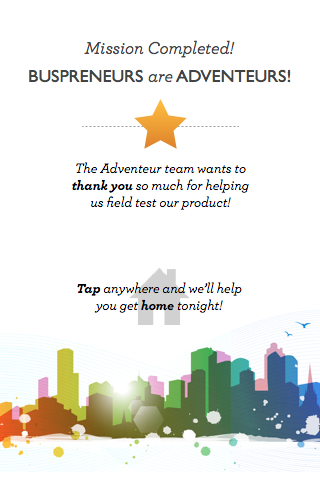 Mission Completed!
BUSPRENEURS are ADVENTEURS!
The Adventeur team wants to
thank you so much for helping
us field test our product!
Tap anywhere and we'll help
you get home tonight!